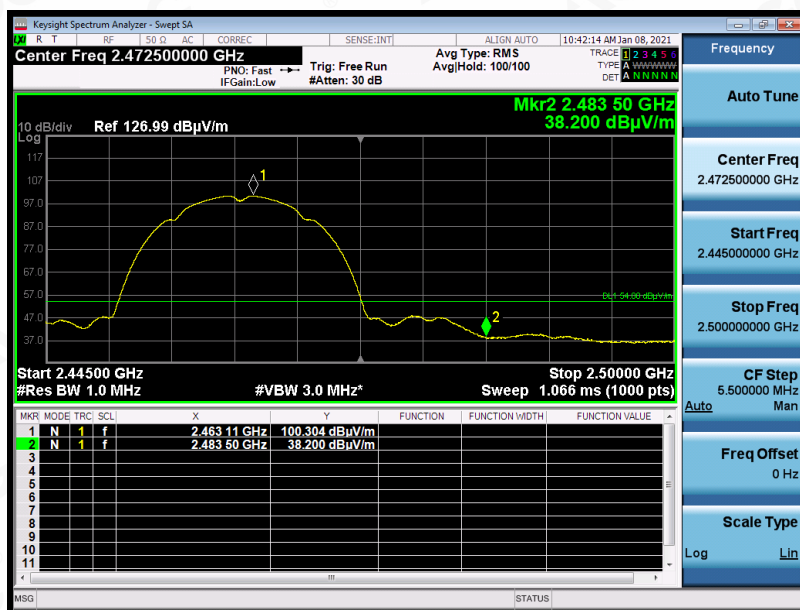 Keysight Spectrum Analyzer - Swept SA
LXI R T RF 50 Ω AC CORREC SENSE:INT ALIGN AUTO 10:42:14 AM Jan 08, 2021
Center Freq 2.472500000 GHz
PNO: Fast
IFGain:Low
Trig: Free Run
#Atten: 30 dB
Avg Type: RMS
Avg|Hold: 100/100
TRACE 1 2 3 4 5 6
TYPE A WWWWW
DET A N N N N N
Mkr2 2.483 50 GHz
38.200 dBµV/m
10 dB/div Ref 126.99 dBµV/m
Log
117
107
97.0
87.0
77.0
67.0
57.0
47.0
37.0
1
2
DL1 54.00 dBµV/m
Start 2.44500 GHz Stop 2.50000 GHz
#Res BW 1.0 MHz #VBW 3.0 MHz* Sweep 1.066 ms (1000 pts)
MKR MODE TRC SCL X Y FUNCTION FUNCTION WIDTH FUNCTION VALUE
1 N 1 f 2.463 11 GHz 100.304 dBµV/m
2 N 1 f 2.483 50 GHz 38.200 dBµV/m
3
4
5
6
7
8
9
10
11
MSG STATUS
Frequency
Auto Tune
Center Freq
2.472500000 GHz
Start Freq
2.445000000 GHz
Stop Freq
2.500000000 GHz
CF Step
5.500000 MHz
Auto Man
Freq Offset
0 Hz
Scale Type
Log Lin